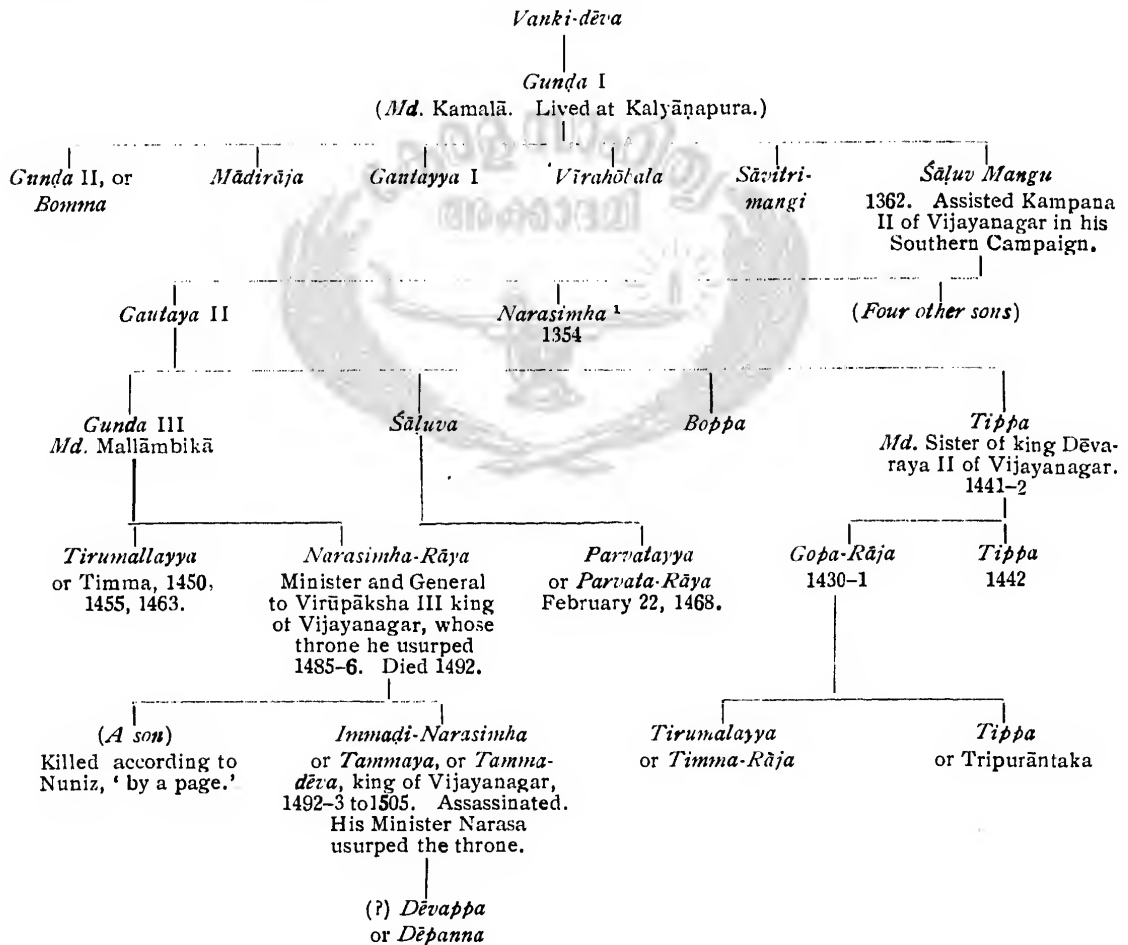 Vanki-dēva
Guṇḍa I
(Md. Kamalā. Lived at Kalyāṇapura.)
Guṇḍa II, or
Bomma
Mādirāja
Gautayya I
Vīrahōbala
Sāvitri-
mangi
Śāḷuv Mangu
1362. Assisted Kampana
II of Vijayanagar in his
Southern Campaign.
Gautaya II
Narasimha ¹
1354
(Four other sons)
Gunda III
Md. Mallāmbikā
Śāḷuva
Boppa
Tippa
Md. Sister of king Dēva-
raya II of Vijayanagar.
1441–2
Tirumallayya
or Timma, 1450,
1455, 1463.
Narasimha-Rāya
Minister and General
to Virūpāksha III king
of Vijayanagar, whose
throne he usurped
1485–6. Died 1492.
Parvatayya
or Parvata-Rāya
February 22, 1468.
Gopa-Rāja
1430–1
Tippa
1442
(A son)
Killed according to
Nuniz, ‘ by a page.’
Immaḍi-Narasimha
or Tammaya, or Tamma-
dēva, king of Vijayanagar,
1492–3 to 1505. Assassinated.
His Minister Narasa
usurped the throne.
Tirumalayya
or Timma-Rāja
Tippa
or Tripurāntaka
(?) Dēvappa
or Dēpanna